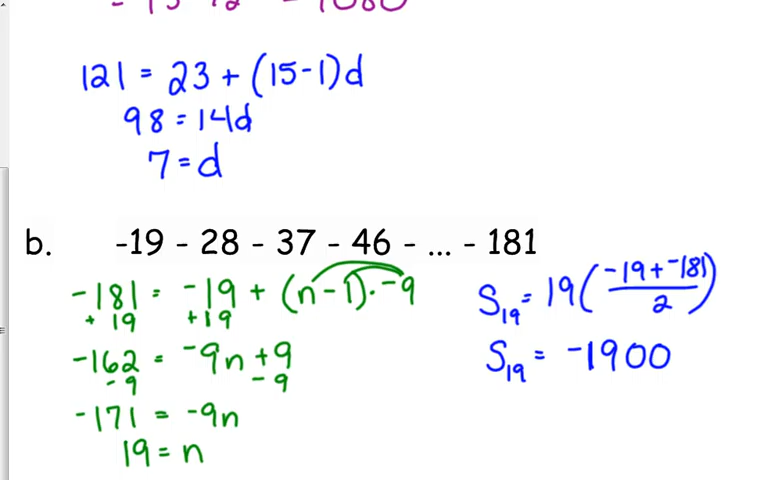 121 = 23 + (15-1)d
98 = 14d
7 = d
b. -19 - 28 - 37 - 46 - ... - 181
-181 = -19 + (n-1)·-9
+ 19 +19
-162 = -9n +9
-9 -9
-171 = -9n
19 = n
S₁₉ = 19(-19 + -181 / 2)
S₁₉ = -1900